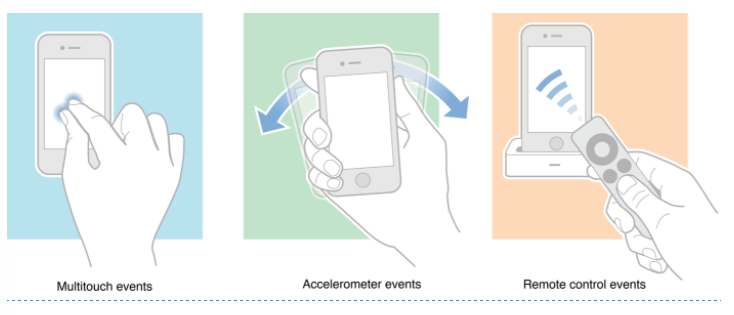 Multitouch events
Accelerometer events
Remote control events